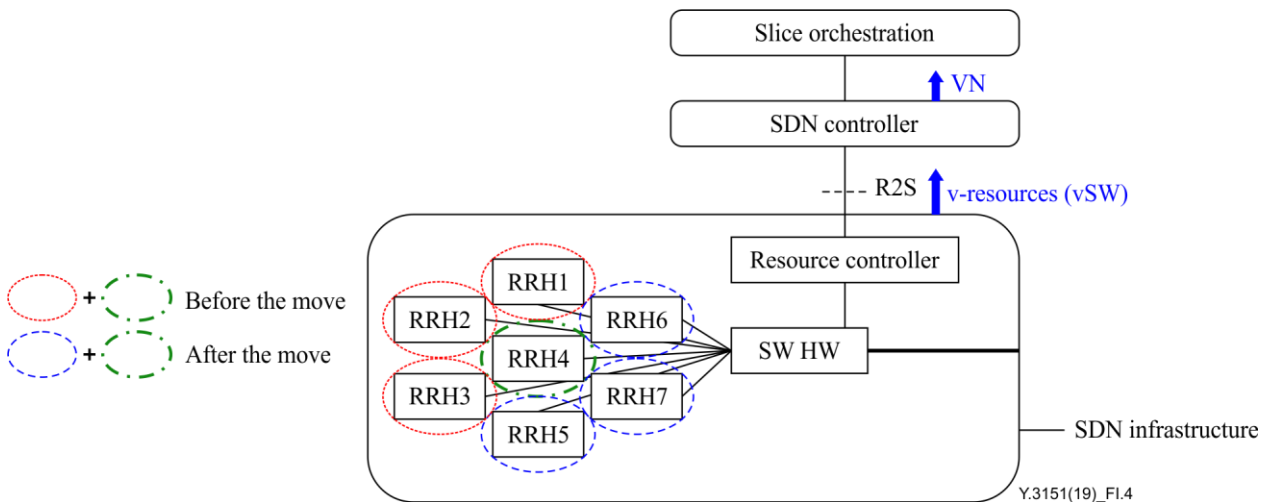 Slice orchestration
VN
SDN controller
R2S
v-resources (vSW)
Resource controller
RRH1
RRH2
RRH6
+
Before the move
RRH4
SW HW
+
After the move
RRH3
RRH7
RRH5
SDN infrastructure
Y.3151(19)_FI.4